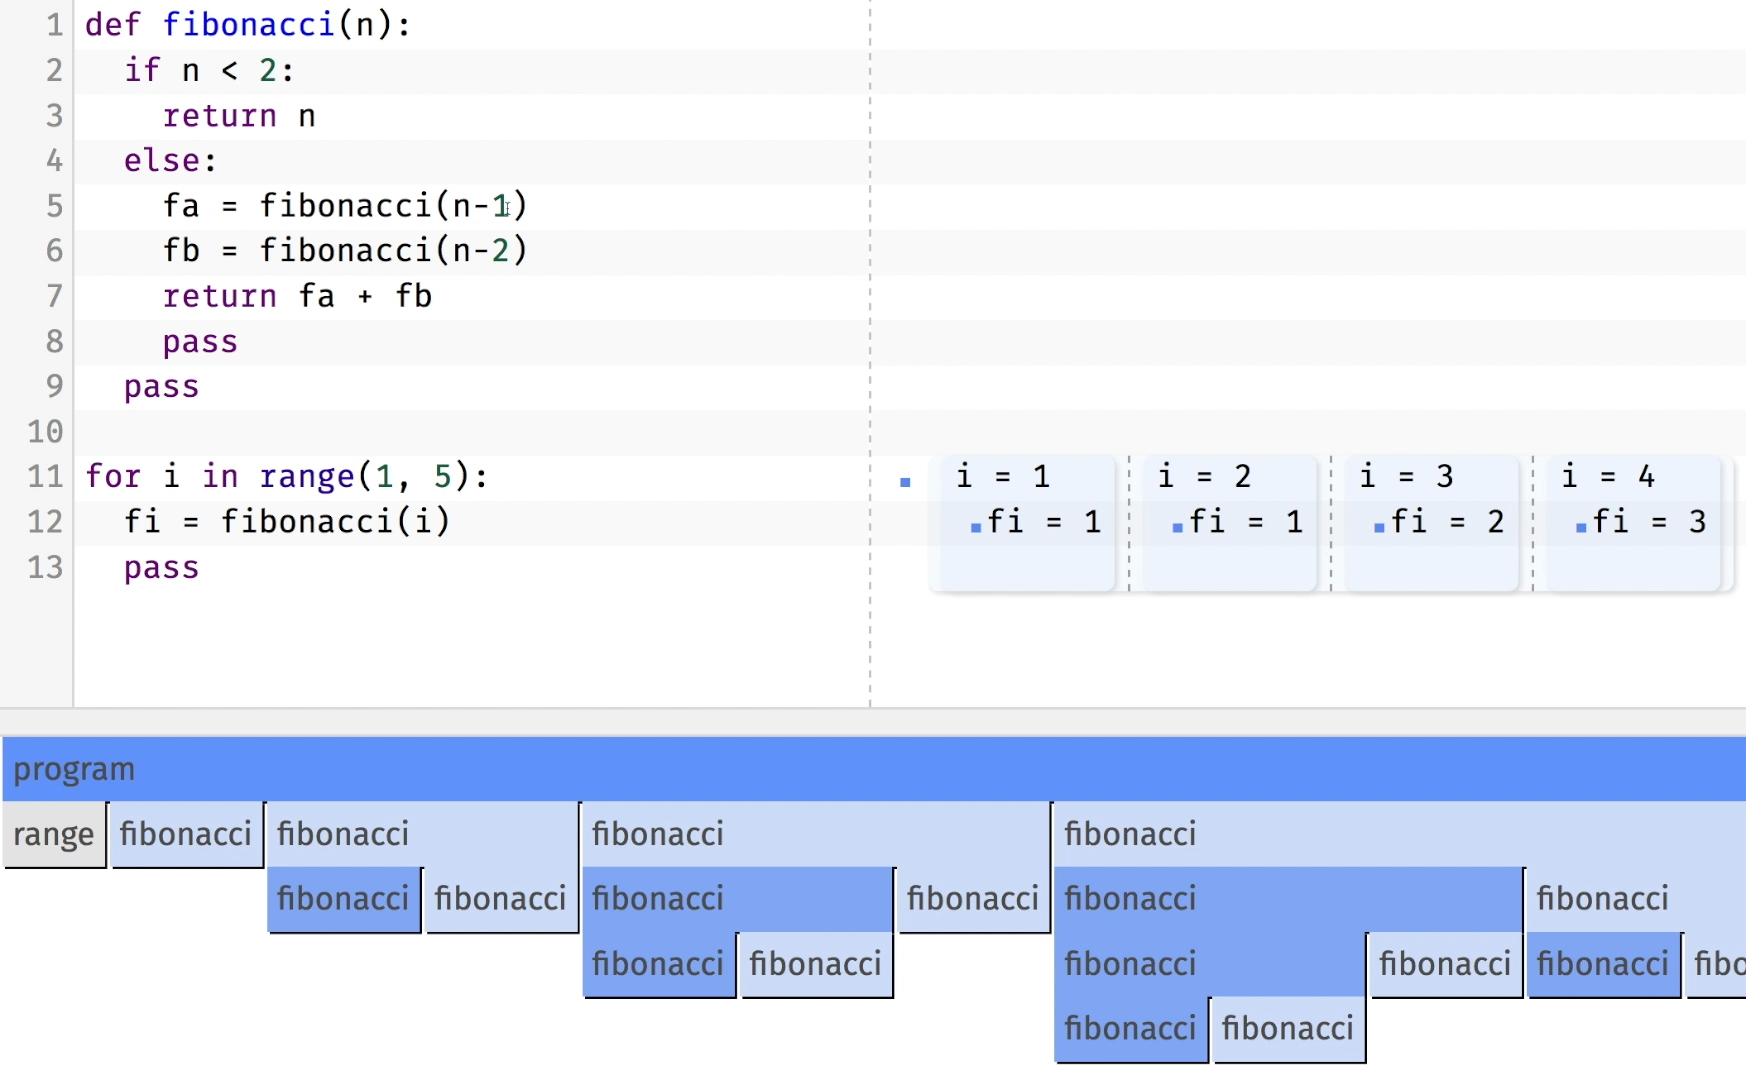 1 def fibonacci(n):
2 if n < 2:
3 return n
4 else:
5 fa = fibonacci(n-1)
6 fb = fibonacci(n-2)
7 return fa + fb
8 pass
9 pass
10
11 for i in range(1, 5): i = 1 i = 2 i = 3 i = 4
12 fi = fibonacci(i) fi = 1 fi = 1 fi = 2 fi = 3
13 pass
program
range fibonacci fibonacci fibonacci fibonacci
fibonacci fibonacci fibonacci fibonacci fibonacci fibonacci
fibonacci fibonacci fibonacci fibonacci fibonacci fibo
fibonacci fibonacci